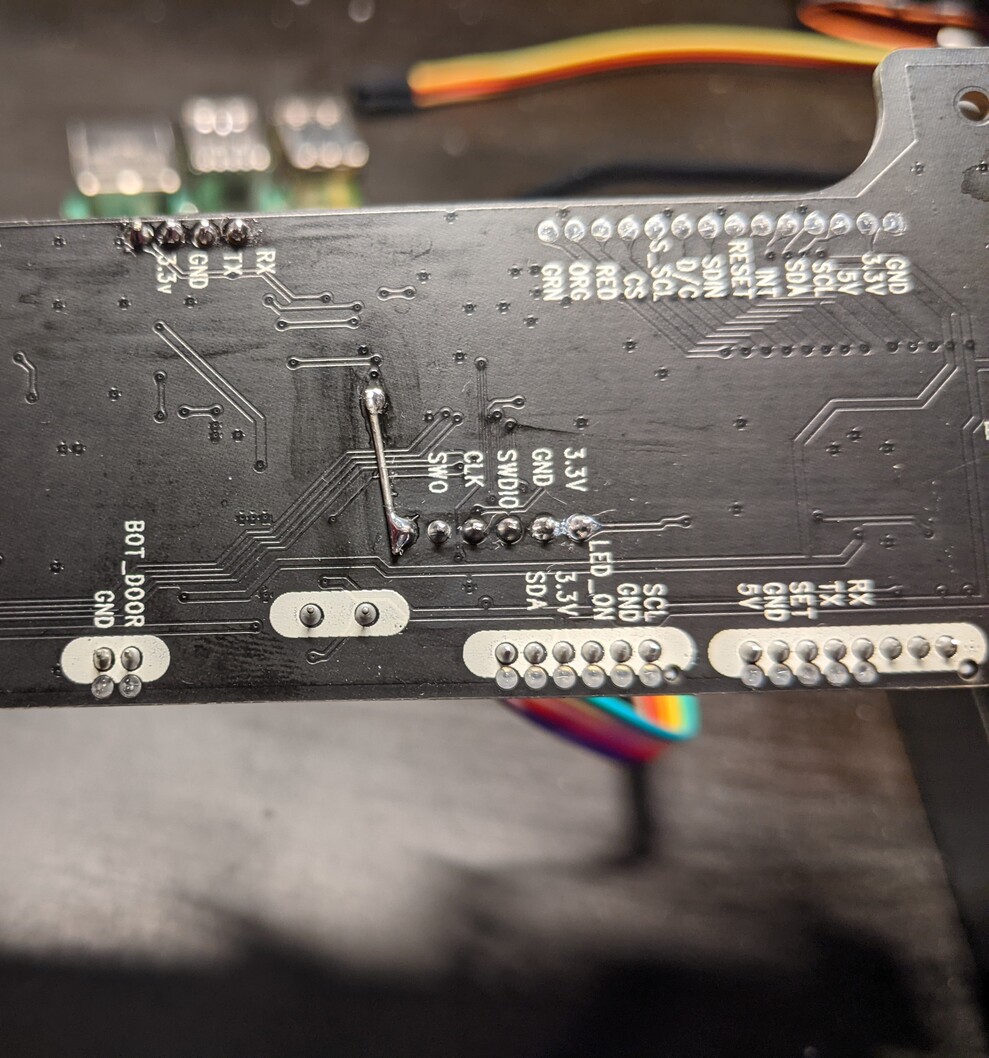 3.3v
GND
TX
RX
GRN
ORG
RED
CS
S_SCL
D/C
SDIN
RESET
INT
SDA
SCL
5V
3.3V
GND
SWO
CLK
SWDIO
GND
3.3V
GND
BOT_DOOR
SDA
3.3V
LED_ON
GND
SCL
5V
GND
SET
TX
RX